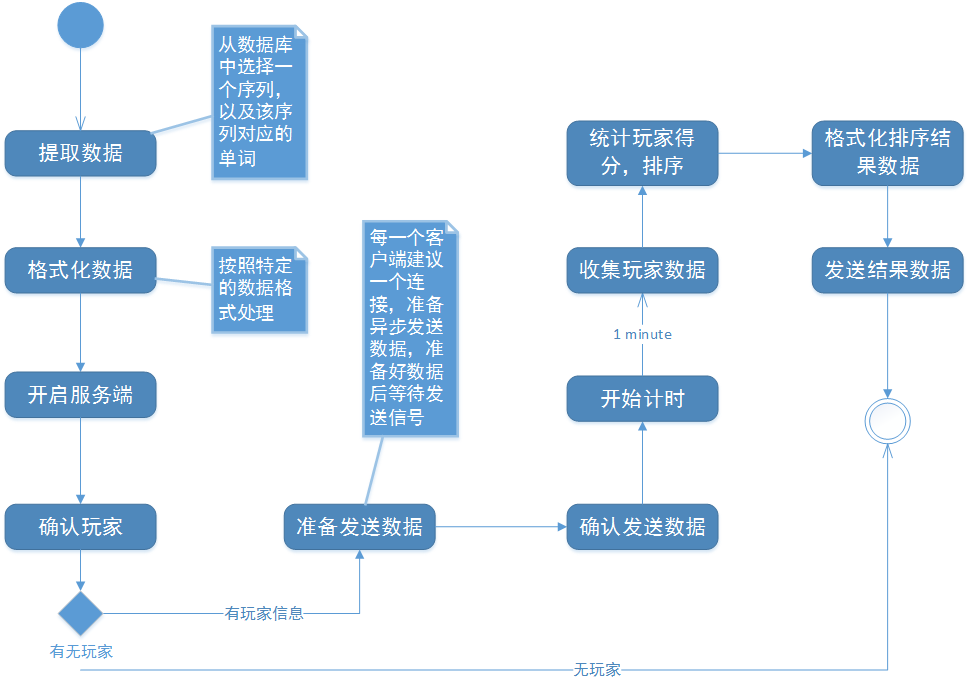 从数据库
中选择一
个序列，
以及该序
列对应的
单词
提取数据
格式化数据
按照特定
的数据格
式处理
开启服务端
确认玩家
有无玩家
有玩家信息
无玩家
每一个客
户端建议
一个连
接，准备
异步发送
数据，准
备好数据
后等待发
送信号
准备发送数据
确认发送数据
开始计时
1 minute
收集玩家数据
统计玩家得
分，排序
格式化排序结
果数据
发送结果数据